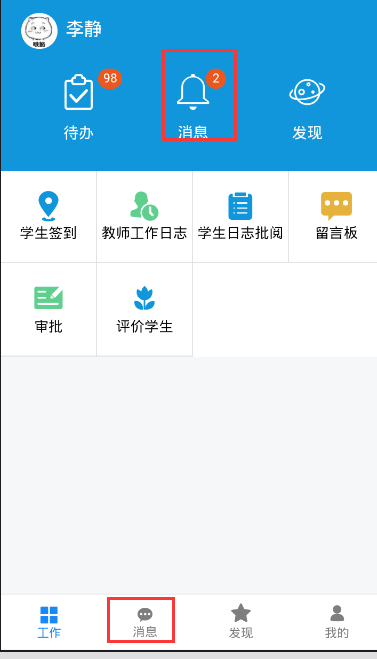 李静
98
2
待办
消息
发现
学生签到
教师工作日志
学生日志批阅
留言板
审批
评价学生
工作
消息
发现
我的